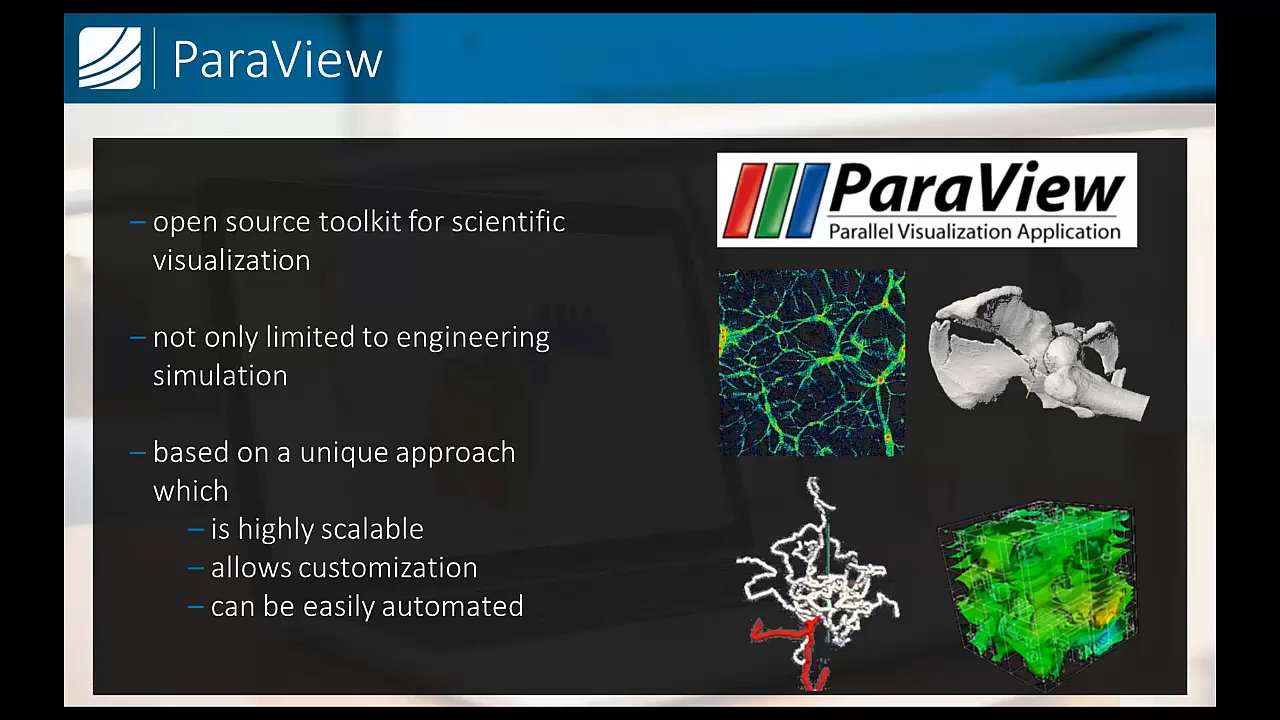 ParaView
– open source toolkit for scientific
visualization
– not only limited to engineering
simulation
– based on a unique approach
which
– is highly scalable
– allows customization
– can be easily automated
ParaView
Parallel Visualization Application